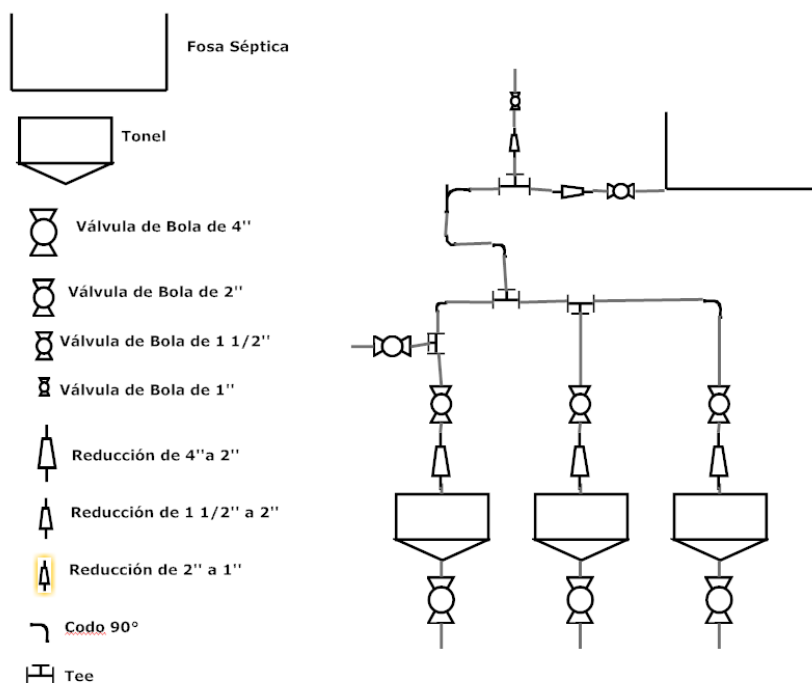 Fosa Séptica
Tonel
Válvula de Bola de 4''
Válvula de Bola de 2''
Válvula de Bola de 1 1/2''
Válvula de Bola de 1''
Reducción de 4''a 2''
Reducción de 1 1/2'' a 2''
Reducción de 2'' a 1''
Codo 90°
Tee